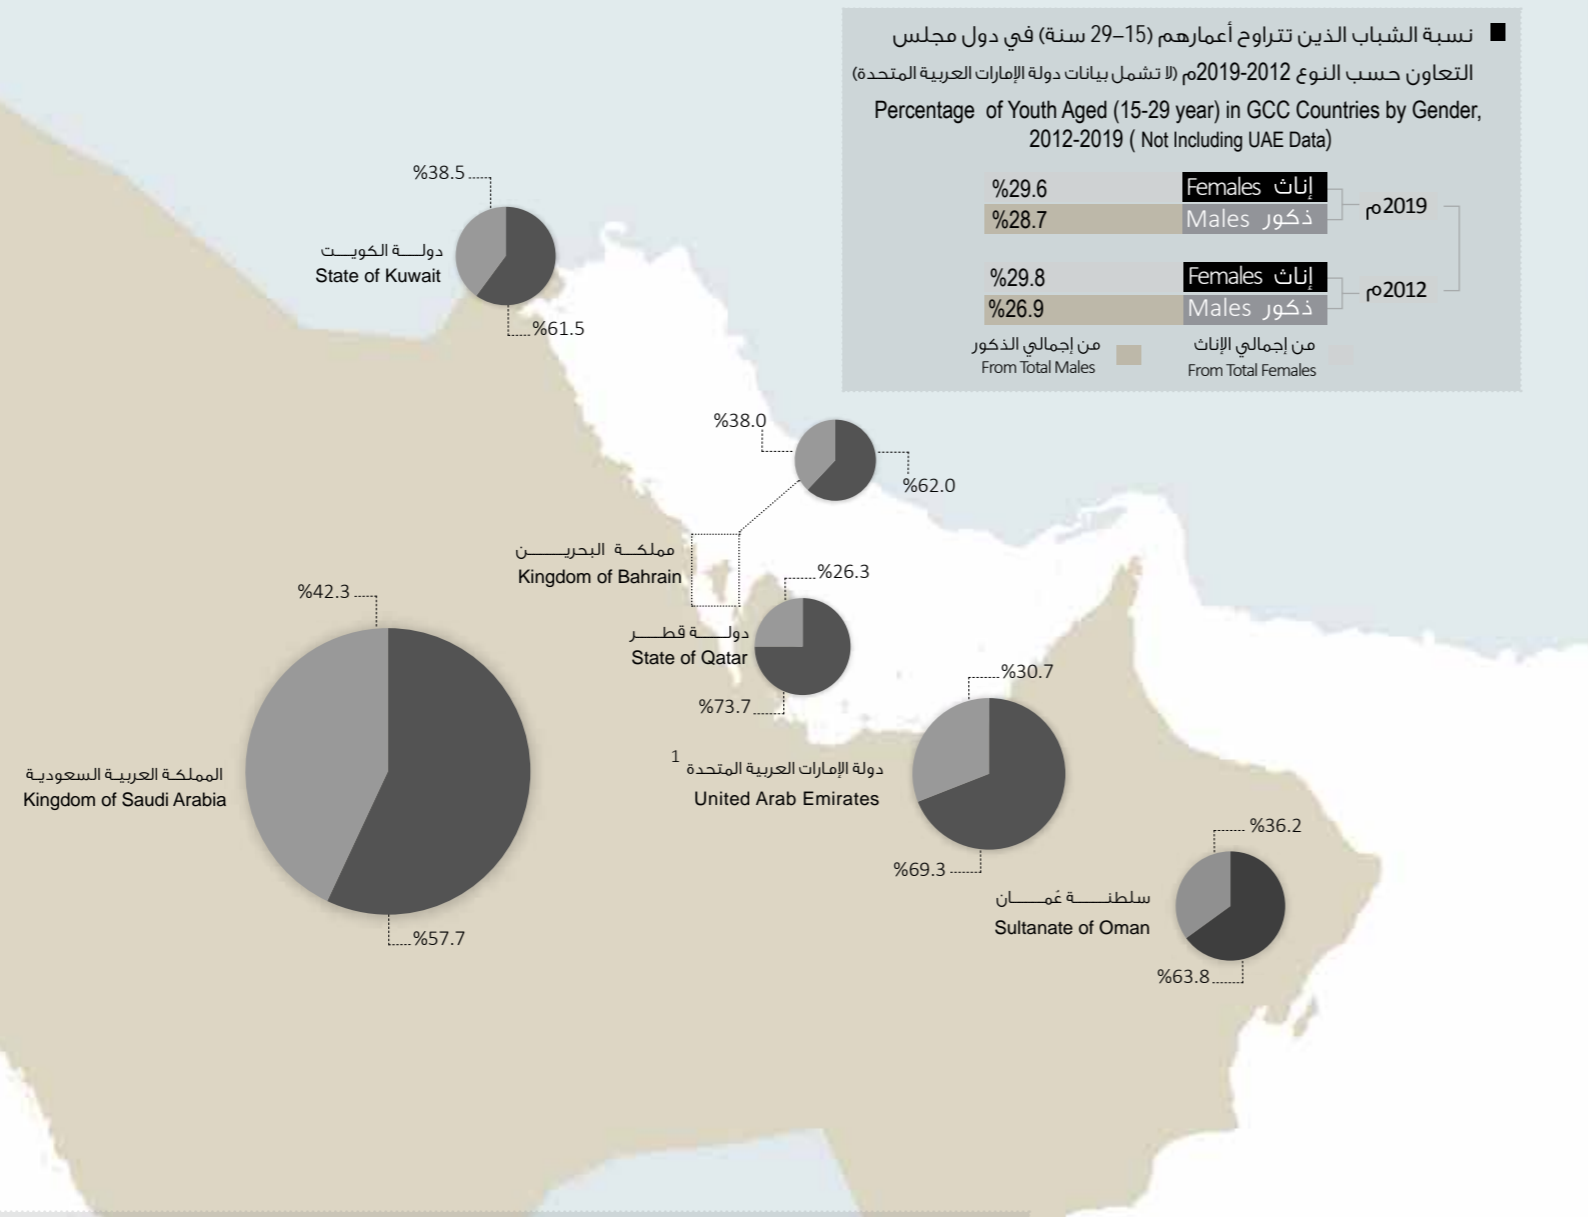 نسبة الشباب الذين تتراوح أعمارهم (15–29 سنة) في دول مجلس
التعاون حسب النوع 2012-2019م (لا تشمل بيانات دولة الإمارات العربية المتحدة)
Percentage of Youth Aged (15-29 year) in GCC Countries by Gender,
2012-2019 ( Not Including UAE Data)
%29.6 Females إناث
%28.7 Males ذكور
2019م
%29.8 Females إناث
%26.9 Males ذكور
2012م
من إجمالي الذكور
From Total Males
من إجمالي الإناث
From Total Females
%38.5
دولة الكويت
State of Kuwait
%61.5
%38.0
%62.0
مملكة البحرين
Kingdom of Bahrain
%26.3
دولة قطر
State of Qatar
%73.7
%42.3
المملكة العربية السعودية
Kingdom of Saudi Arabia
%57.7
%30.7
دولة الإمارات العربية المتحدة 1
United Arab Emirates
%69.3
%36.2
سلطنة عُمان
Sultanate of Oman
%63.8